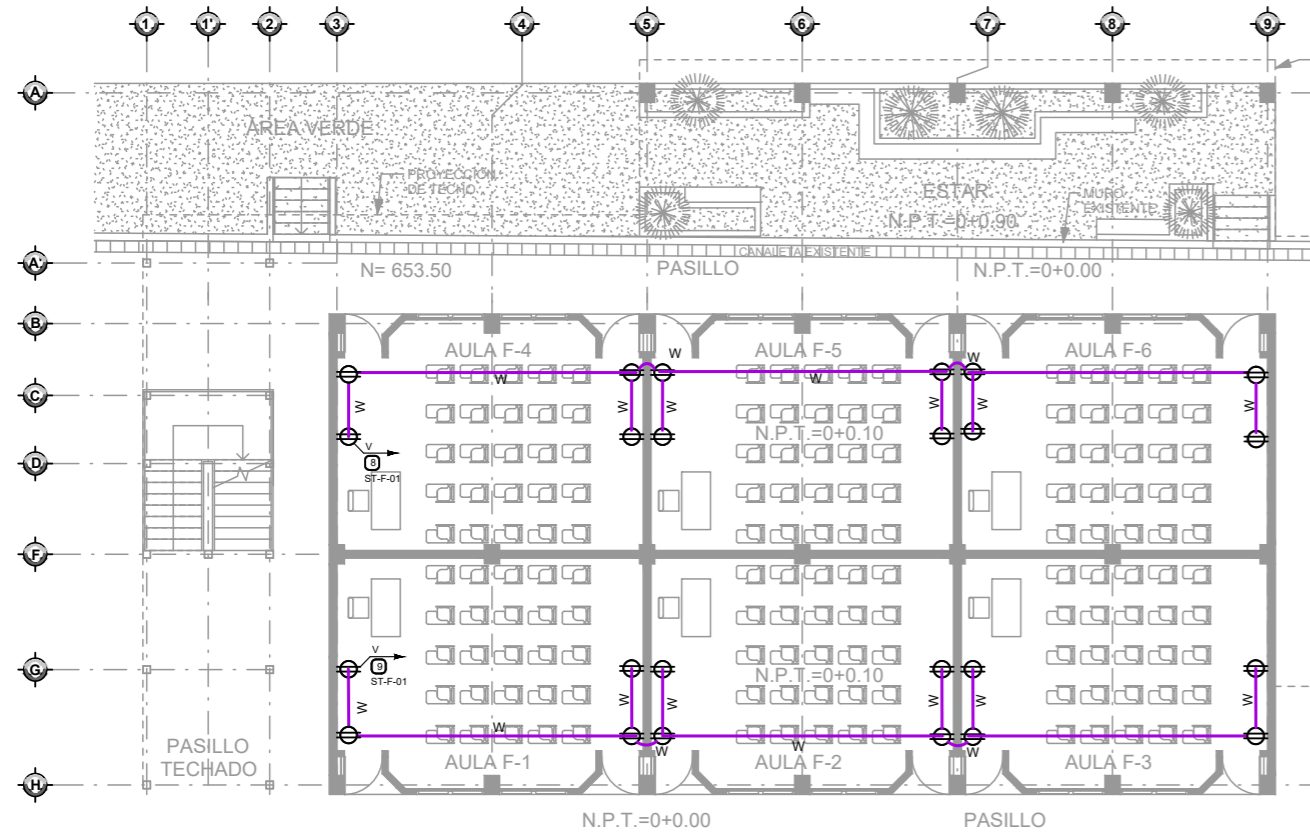 1 1' 2 3 4 5 6 7 8 9
A
ÁREA VERDE
PROYECCIÓN
DE TECHO
ESTAR
MURO
EXISTENTE
N.P.T.=0+0.90
CANALETA EXISTENTE
A'
N= 653.50
PASILLO
N.P.T.=0+0.00
B
AULA F-4
AULA F-5
AULA F-6
W
W
W
W
C
W
W
W
W
W
W
N.P.T.=0+0.10
V
D
8
ST-F-01
F
V
G
9
ST-F-01
N.P.T.=0+0.10
W
W
W
W
W
W
W
W
W
W
PASILLO
TECHADO
AULA F-1
AULA F-2
AULA F-3
H
N.P.T.=0+0.00
PASILLO